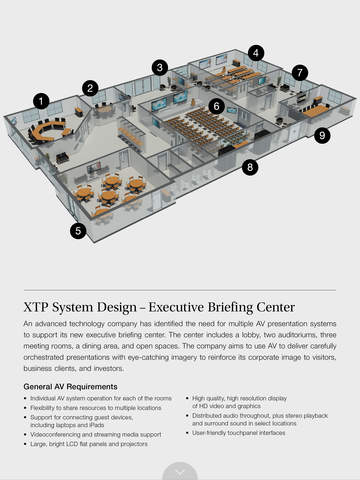 4
3
7
2
1
6
9
8
5
XTP System Design – Executive Briefing Center
An advanced technology company has identified the need for multiple AV presentation systems
to support its new executive briefing center. The center includes a lobby, two auditoriums, three
meeting rooms, a dining area, and open spaces. The company aims to use AV to deliver carefully
orchestrated presentations with eye-catching imagery to reinforce its corporate image to visitors,
business clients, and investors.
General AV Requirements
• Individual AV system operation for each of the rooms
• Flexibility to share resources to multiple locations
• Support for connecting guest devices,
including laptops and iPads
• Videoconferencing and streaming media support
• Large, bright LCD flat panels and projectors
• High quality, high resolution display
of HD video and graphics
• Distributed audio throughout, plus stereo playback
and surround sound in select locations
• User-friendly touchpanel interfaces